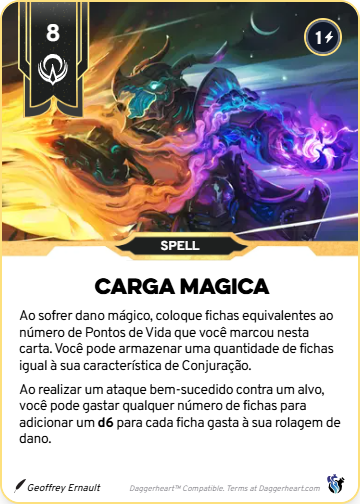 8
1
SPELL
CARGA MAGICA
Ao sofrer dano mágico, coloque fichas equivalentes ao
número de Pontos de Vida que você marcou nesta
carta. Você pode armazenar uma quantidade de fichas
igual à sua característica de Conjuração.
Ao realizar um ataque bem-sucedido contra um alvo,
você pode gastar qualquer número de fichas para
adicionar um d6 para cada ficha gasta à sua rolagem de
dano.
Geoffrey Ernault
Daggerheart™ Compatible. Terms at Daggerheart.com